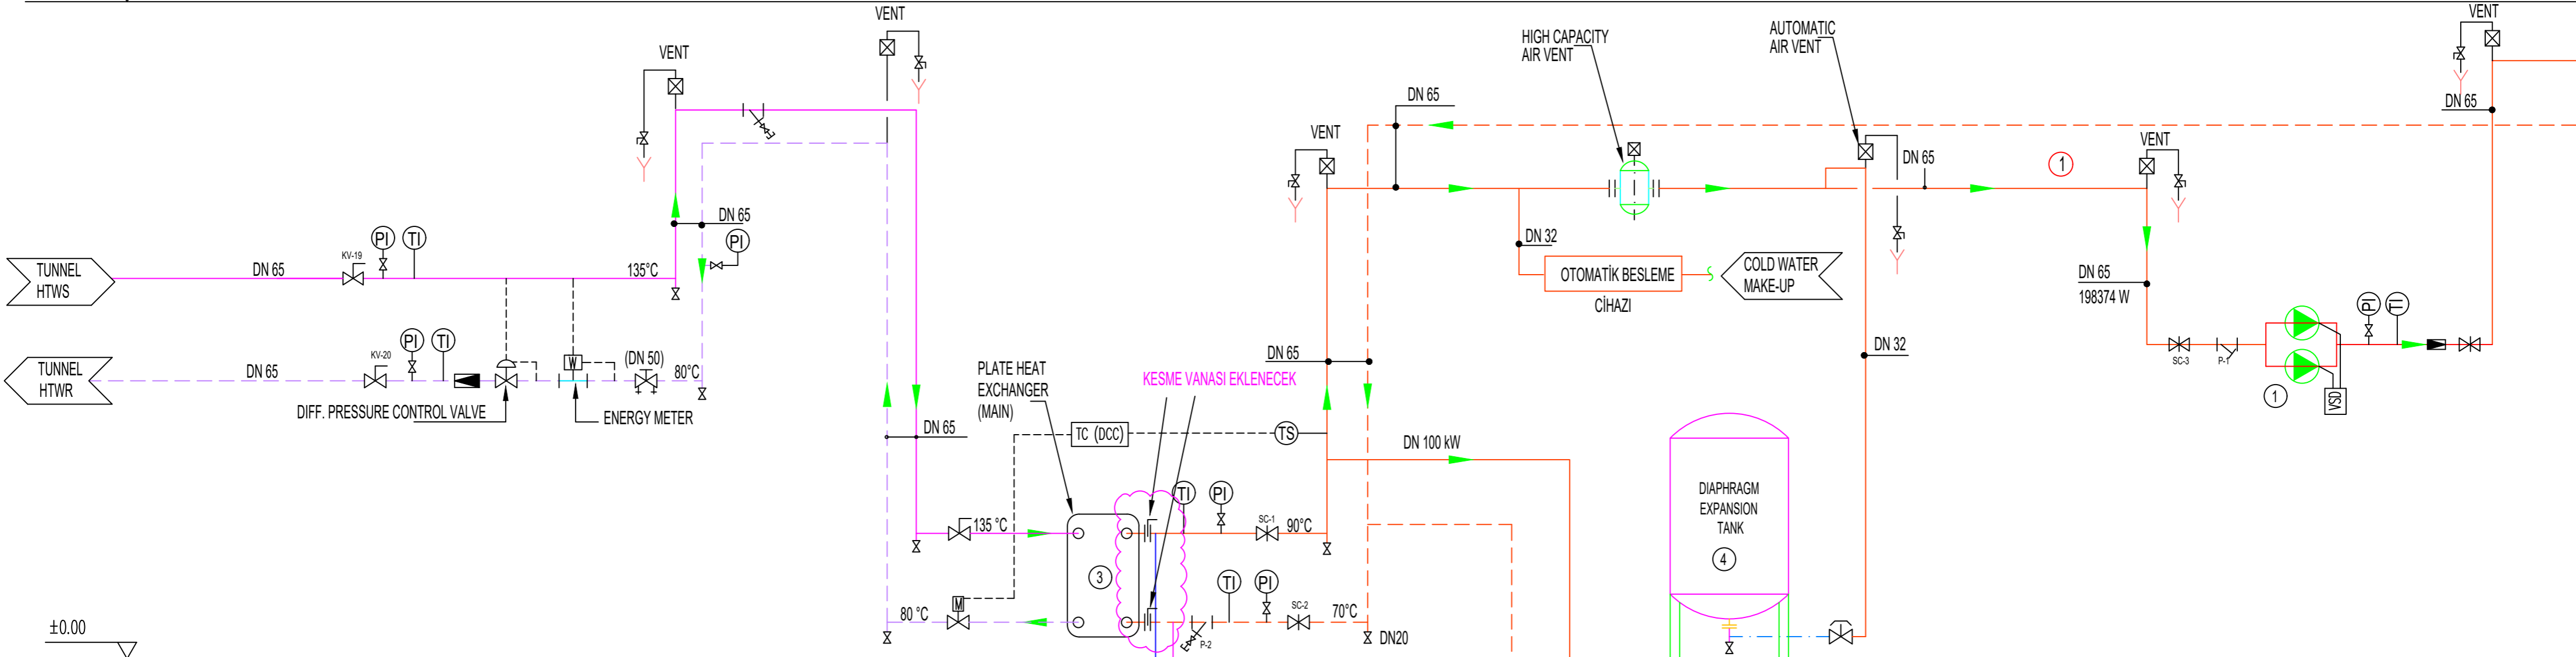 VENT
VENT
HIGH CAPACITY
AIR VENT
AUTOMATIC
AIR VENT
VENT
DN 65
DN 65
VENT
DN 65
1
VENT
DN 65
PI
PI
TI
KV-19
TUNNEL
HTWS
DN 65
135°C
DN 32
OTOMATİK BESLEME
CİHAZI
COLD WATER
MAKE-UP
DN 65
198374 W
PI
TI
PI
TI
KV-20
TUNNEL
HTWR
DN 65
W
(DN 50)
80°C
DIFF. PRESSURE CONTROL VALVE
ENERGY METER
PLATE HEAT
EXCHANGER
(MAIN)
KESME VANASI EKLENECEK
DN 65
DN 32
SC-3
P-1
1
VSD
DN 65
TC (DCC)
TS
DN 100 kW
TI
PI
135 °C
SC-1
90°C
DIAPHRAGM
EXPANSION
TANK
4
3
TI
PI
80 °C
M
SC-2
70°C
P-2
DN20
±0.00